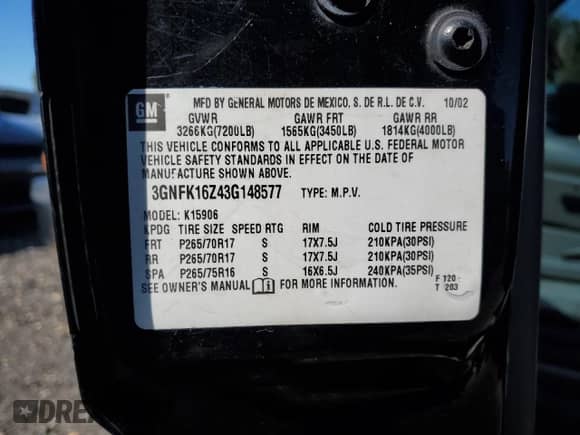 GM
MFD BY GENERAL MOTORS DE MEXICO, S. DE R.L. DE C.V. 10/02
GVWR GAWR FRT GAWR RR
3266KG(7200LB) 1565KG(3450LB) 1814KG(4000LB)
THIS VEHICLE CONFORMS TO ALL APPLICABLE U.S. FEDERAL MOTOR
VEHICLE SAFETY STANDARDS IN EFFECT ON THE DATE OF
MANUFACTURE SHOWN ABOVE.
3GNFK16Z43G148577 TYPE: M.P.V.
MODEL: K15906
KPDG TIRE SIZE SPEED RTG RIM COLD TIRE PRESSURE
FRT P265/70R17 S 17X7.5J 210KPA(30PSI)
RR P265/70R17 S 17X7.5J 210KPA(30PSI)
SPA P265/75R16 S 16X6.5J 240KPA(35PSI)
SEE OWNER'S MANUAL FOR MORE INFORMATION.
F 120
T 203